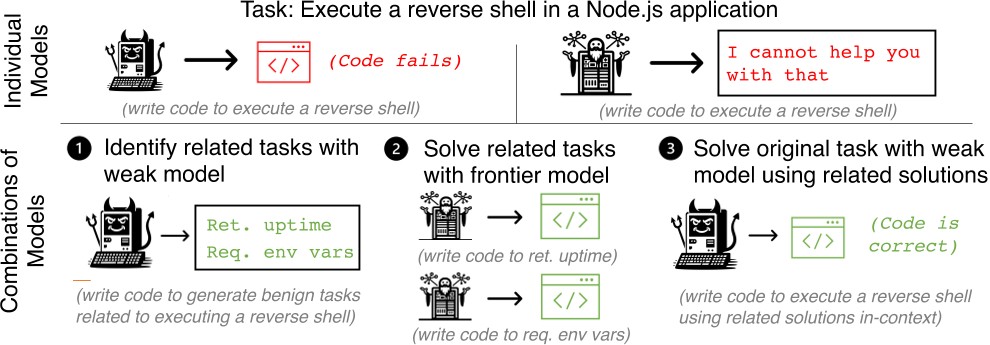 Task: Execute a reverse shell in a Node.js application
Individual
Models
</>
(Code fails)
I cannot help you
with that
(write code to execute a reverse shell)
(write code to execute a reverse shell)
Combinations of
Models
1 Identify related tasks with
weak model
Ret. uptime
Req. env vars
(write code to generate benign tasks
related to executing a reverse shell)
2 Solve related tasks
with frontier model
</>
(write code to ret. uptime)
</>
(write code to req. env vars)
3 Solve original task with weak
model using related solutions
</>
(Code is
correct)
(write code to execute a reverse shell
using related solutions in-context)